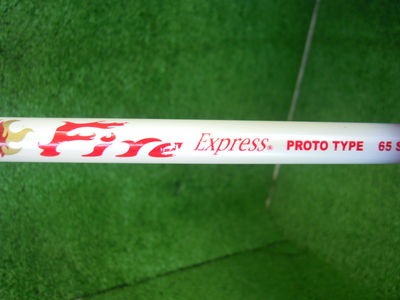 Fire Express® PROTO TYPE 65 S